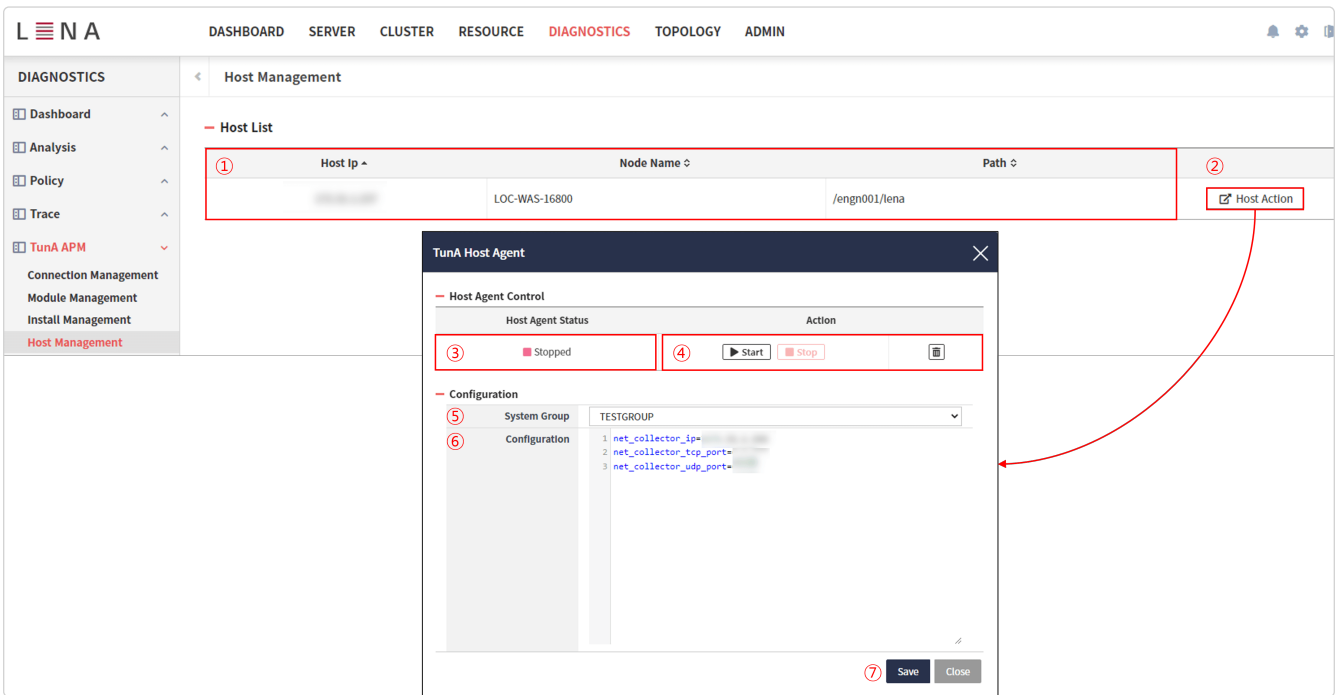 LENA
DASHBOARD SERVER CLUSTER RESOURCE DIAGNOSTICS TOPOLOGY ADMIN
DIAGNOSTICS
Host Management
Dashboard
Analysis
Policy
Trace
TunA APM
Connection Management
Module Management
Install Management
Host Management
Host List
① Host Ip Node Name Path ②
LOC-WAS-16800 /engn001/lena Host Action
TunA Host Agent
Host Agent Control
Host Agent Status Action
③ Stopped ④ Start Stop
Configuration
⑤ System Group TESTGROUP
⑥ Configuration 1 net_collector_ip=
2 net_collector_tcp_port=
3 net_collector_udp_port=
⑦ Save Close